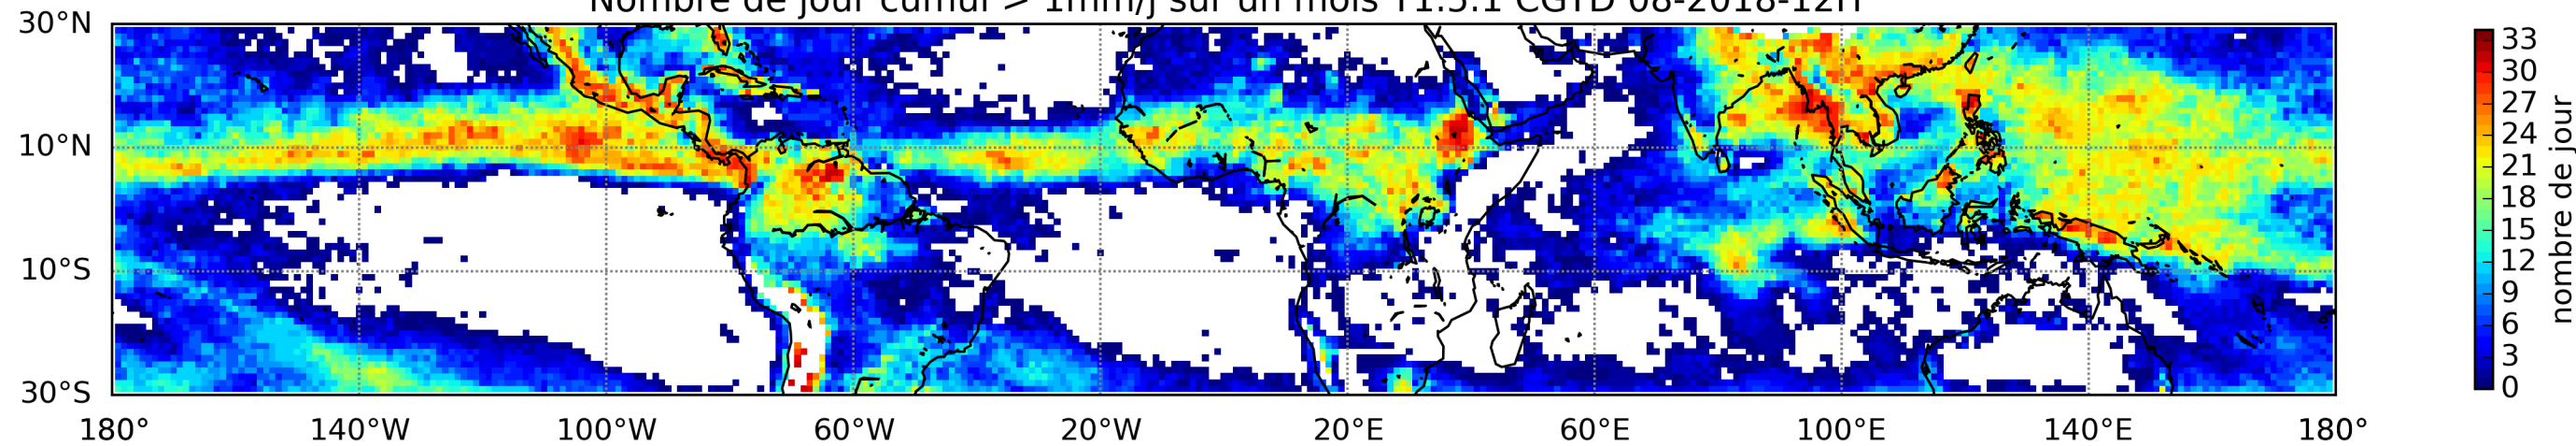 Nombre de jour cumul > 1mm/j sur un mois T1.5.1 CGTD 08-2018-12H
30°N
10°N
10°S
30°S
180° 140°W 100°W 60°W 20°W 20°E 60°E 100°E 140°E 180°
33
30
27
24
21
18
15
12
9
6
3
0
nombre de jour